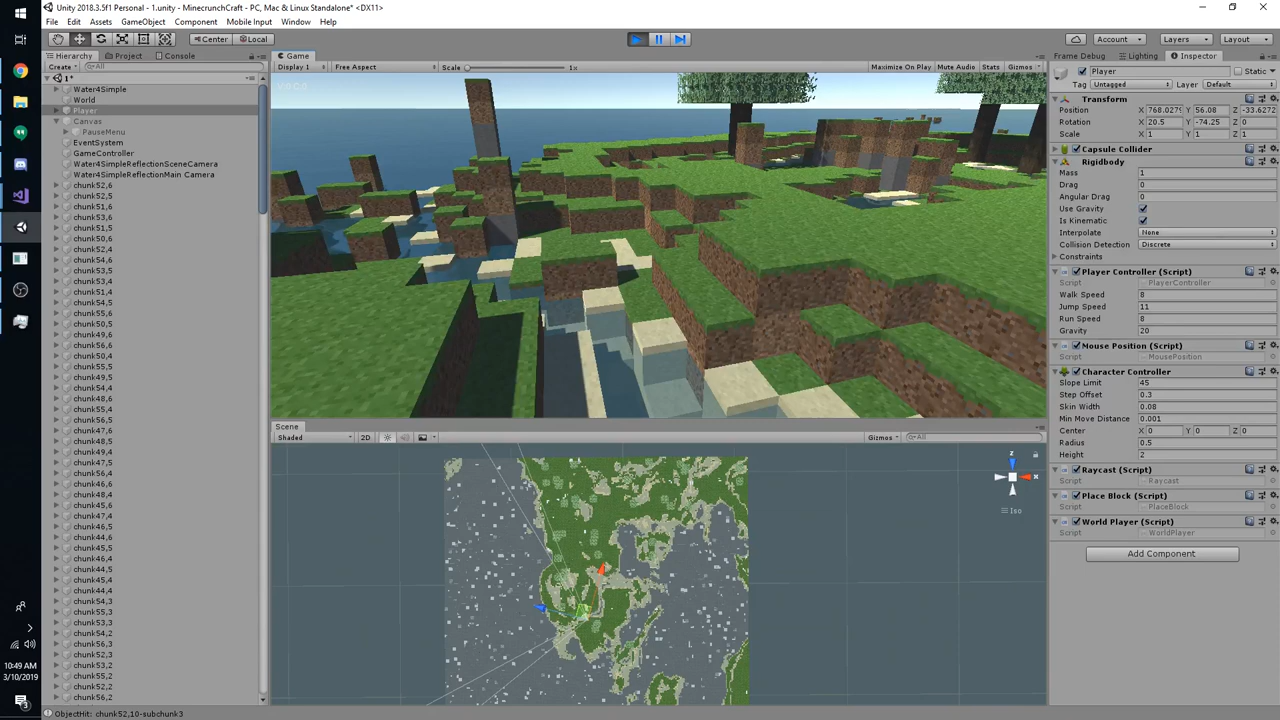 Unity 2018.3.5f1 Personal - 1.unity - MinecrunchCraft - PC, Mac & Linux Standalone* <DX11>
File Edit Assets GameObject Component Mobile Input Window Help
Center Local
Account Layers Layout
Hierarchy Project Console
Create All
1*
Water4Simple
World
Player
Canvas
PauseMenu
EventSystem
GameController
Water4SimpleReflectionSceneCamera
Water4SimpleReflectionMain Camera
chunk52,6
chunk52,5
chunk51,6
chunk53,6
chunk51,5
chunk50,6
chunk52,4
chunk54,6
chunk53,5
chunk53,4
chunk51,4
chunk54,5
chunk55,6
chunk50,5
chunk49,6
chunk56,6
chunk50,4
chunk55,5
chunk49,5
chunk54,4
chunk48,6
chunk55,4
chunk56,5
chunk47,6
chunk48,5
chunk49,4
chunk47,5
chunk56,4
chunk46,6
chunk48,4
chunk45,6
chunk47,4
chunk46,5
chunk44,6
chunk45,5
chunk46,4
chunk44,5
chunk45,4
chunk44,4
chunk54,3
chunk55,3
chunk53,3
chunk54,2
chunk56,3
chunk52,3
chunk53,2
chunk55,2
chunk52,2
chunk56,2
Game
Display 1 Free Aspect Scale 1x Maximize On Play Mute Audio Stats Gizmos
Scene
Shaded 2D Gizmos All
z
x
Iso
Frame Debug Lighting Inspector
Player Static
Tag Untagged Layer Default
Transform
Position X 768.0279 Y 56.08 Z -33.6272
Rotation X 20.5 Y -74.25 Z 0
Scale X 1 Y 1 Z 1
Capsule Collider
Rigidbody
Mass 1
Drag 0
Angular Drag 0
Use Gravity
Is Kinematic
Interpolate None
Collision Detection Discrete
Constraints
Player Controller (Script)
Script PlayerController
Walk Speed 8
Jump Speed 11
Run Speed 8
Gravity 20
Mouse Position (Script)
Script MousePosition
Character Controller
Slope Limit 45
Step Offset 0.3
Skin Width 0.08
Min Move Distance 0.001
Center X 0 Y 0 Z 0
Radius 0.5
Height 2
Raycast (Script)
Script Raycast
Place Block (Script)
Script PlaceBlock
World Player (Script)
Script WorldPlayer
Add Component
10:49 AM
3/10/2019
3
ObjectHit: chunk52,10-subchunk3